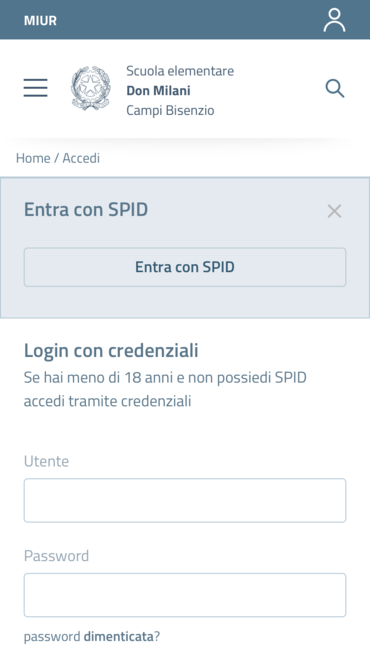 MIUR
Scuola elementare
Don Milani
Campi Bisenzio
Home / Accedi
Entra con SPID
Entra con SPID
Login con credenziali
Se hai meno di 18 anni e non possiedi SPID
accedi tramite credenziali
Utente
Password
password dimenticata?